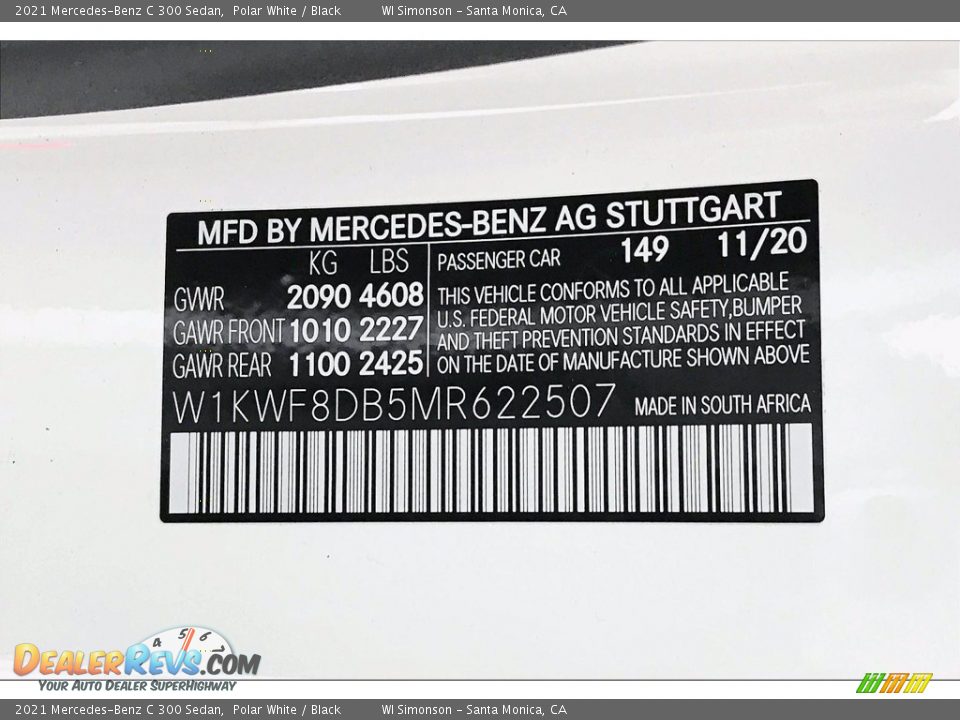 2021 Mercedes-Benz C 300 Sedan, Polar White / Black WI Simonson - Santa Monica, CA
MFD BY MERCEDES-BENZ AG STUTTGART
KG LBS
GVWR 2090 4608
GAWR FRONT 1010 2227
GAWR REAR 1100 2425
PASSENGER CAR 149 11/20
THIS VEHICLE CONFORMS TO ALL APPLICABLE
U.S. FEDERAL MOTOR VEHICLE SAFETY,BUMPER
AND THEFT PREVENTION STANDARDS IN EFFECT
ON THE DATE OF MANUFACTURE SHOWN ABOVE
W1KWF8DB5MR622507 MADE IN SOUTH AFRICA
4 5 6 7
DEALERREVS.COM
YOUR AUTO DEALER SUPERHIGHWAY
2021 Mercedes-Benz C 300 Sedan, Polar White / Black WI Simonson - Santa Monica, CA